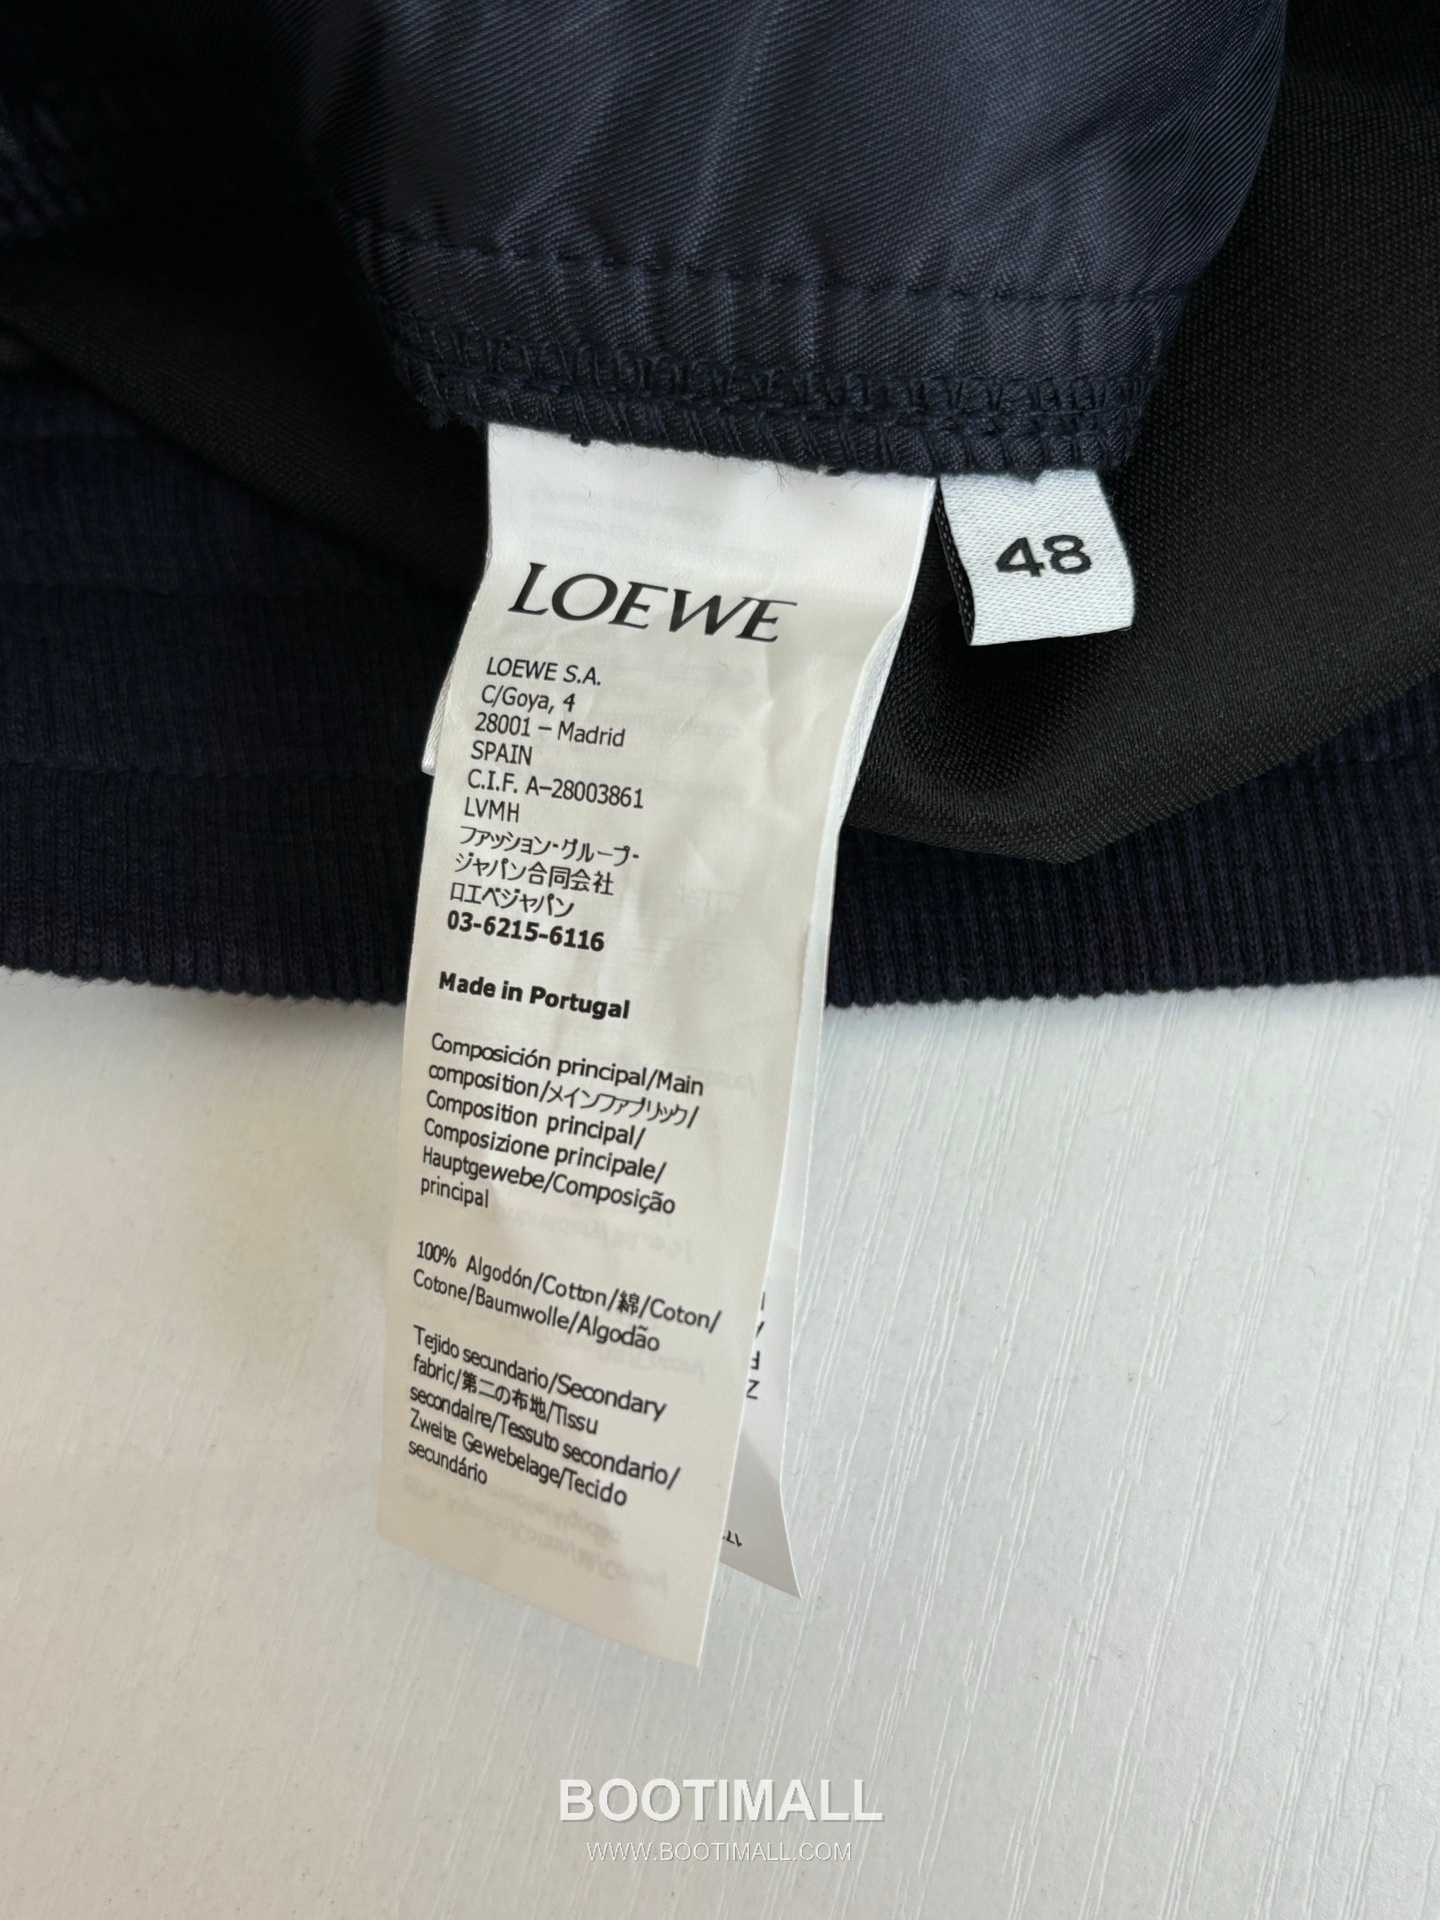 48
LOEWE
LOEWE S.A.
C/Goya, 4
28001 – Madrid
SPAIN
C.I.F. A–28003861
LVMH
ファッション・グループ・
ジャパン合同会社
ロエベジャパン
03-6215-6116
Made in Portugal
Composición principal/Main
composition/メインファブリック/
Composition principal/
Composizione principale/
Hauptgewebe/Composição
principal
100% Algodón/Cotton/綿/Coton/
Cotone/Baumwolle/Algodão
Tejido secundario/Secondary
fabric/第二の布地/Tissu
secondaire/Tessuto secondario/
Zweite Gewebelage/Tecido
secundário
BOOTIMALL
WWW.BOOTIMALL.COM